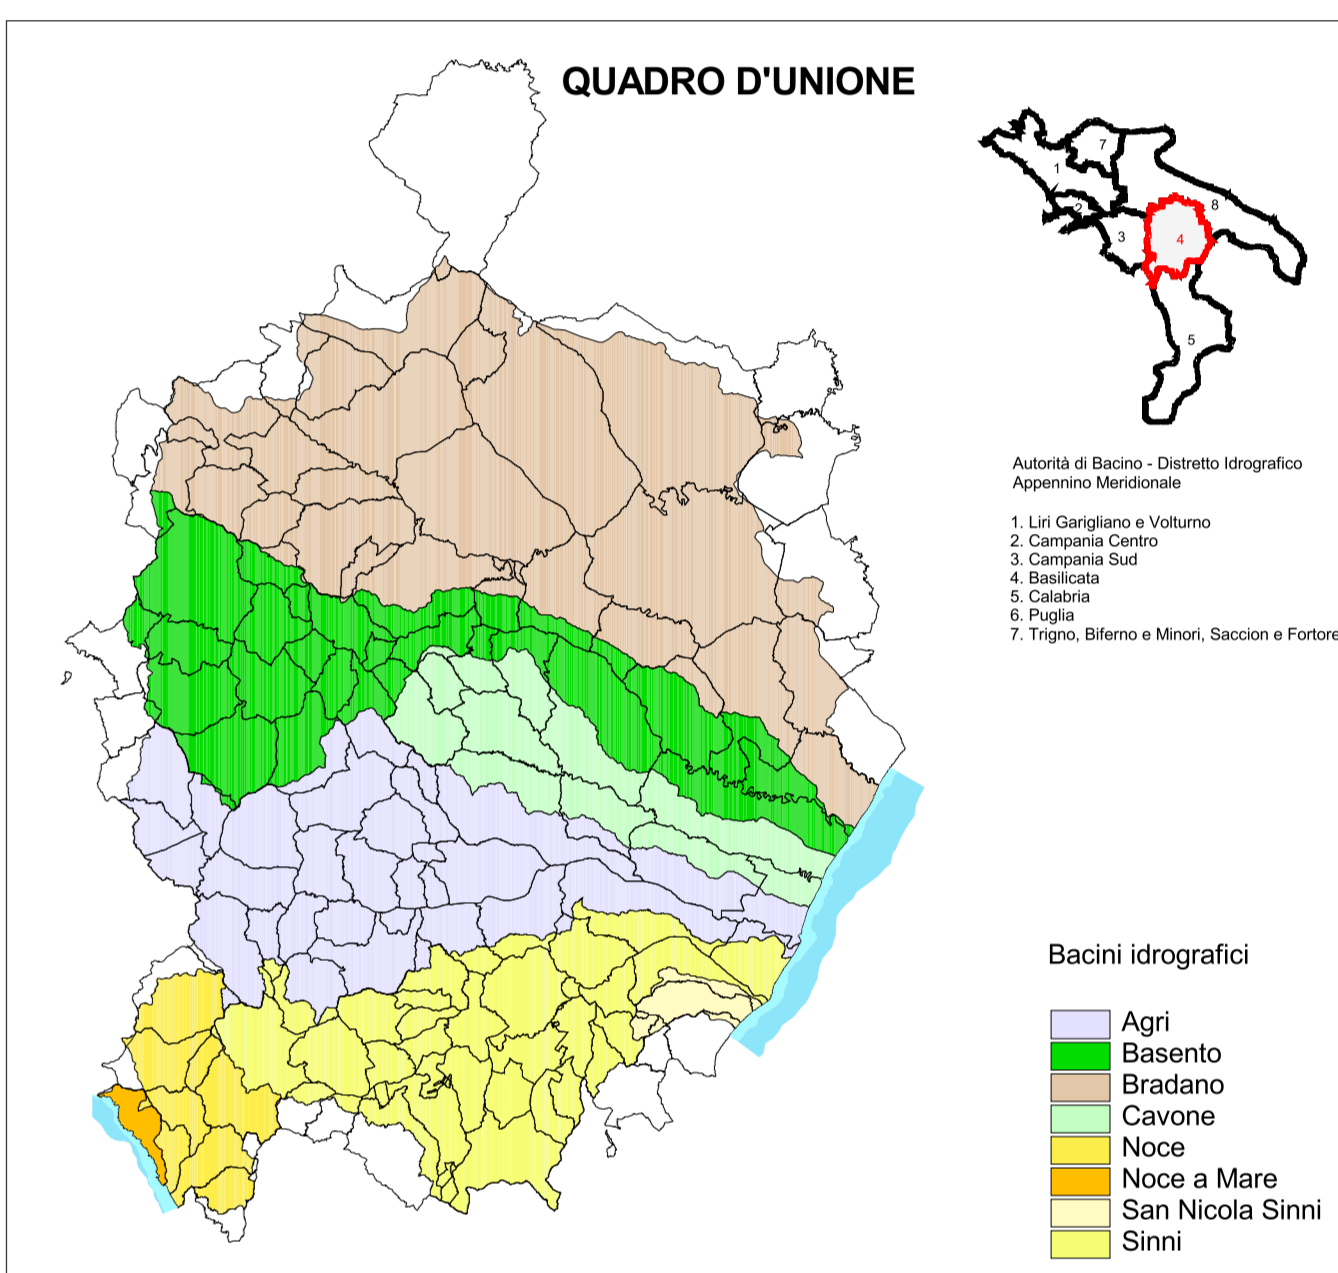 QUADRO D'UNIONE
7
1
2
8
3
4
5
Autorità di Bacino - Distretto Idrografico
Appennino Meridionale
1. Liri Garigliano e Volturno
2. Campania Centro
3. Campania Sud
4. Basilicata
5. Calabria
6. Puglia
7. Trigno, Biferno e Minori, Saccion e Fortore
Bacini idrografici
Agri
Basento
Bradano
Cavone
Noce
Noce a Mare
San Nicola Sinni
Sinni